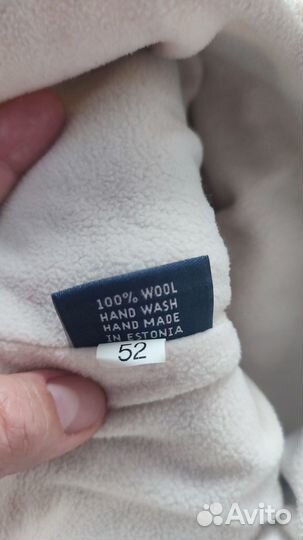 100% WOOL
HAND WASH
HAND MADE
IN ESTONIA
52
Avito